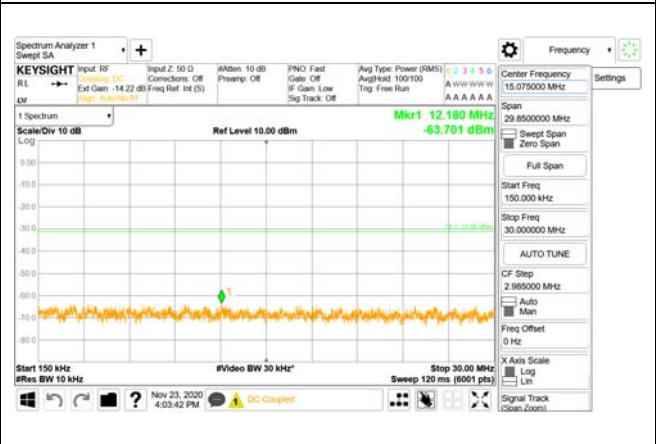 Spectrum Analyzer 1
Swept SA
+
Frequency
KEYSIGHT
RL
Input: RF
Coupling: DC
Ext Gain: -14.22 dB
Align: Auto/No RF
Input Z: 50 Ω
Corrections: Off
Freq Ref: Int (S)
#Atten: 10 dB
Preamp: Off
PNO: Fast
Gate: Off
IF Gain: Low
Sig Track: Off
Avg Type: Power (RMS)
Avg|Hold: 100/100
Trig: Free Run
1 2 3 4 5 6
A W W W W W
A A A A A A
1 Spectrum
Scale/Div 10 dB
Log
Ref Level 10.00 dBm
Mkr1 12.180 MHz
-63.701 dBm
0.00
-10.0
-20.0
-30.0
-40.0
-50.0
-60.0
-70.0
-80.0
1
Start 150 kHz
#Res BW 10 kHz
#Video BW 30 kHz*
Stop 30.00 MHz
Sweep 120 ms (6001 pts)
Center Frequency
15.075000 MHz
Settings
Span
29.8500000 MHz
Swept Span
Zero Span
Full Span
Start Freq
150.000 kHz
Stop Freq
30.000000 MHz
AUTO TUNE
CF Step
2.985000 MHz
Auto
Man
Freq Offset
0 Hz
X Axis Scale
Log
Lin
Signal Track
(Span Zoom)
?
Nov 23, 2020
4:03:42 PM
1
DC Coupled